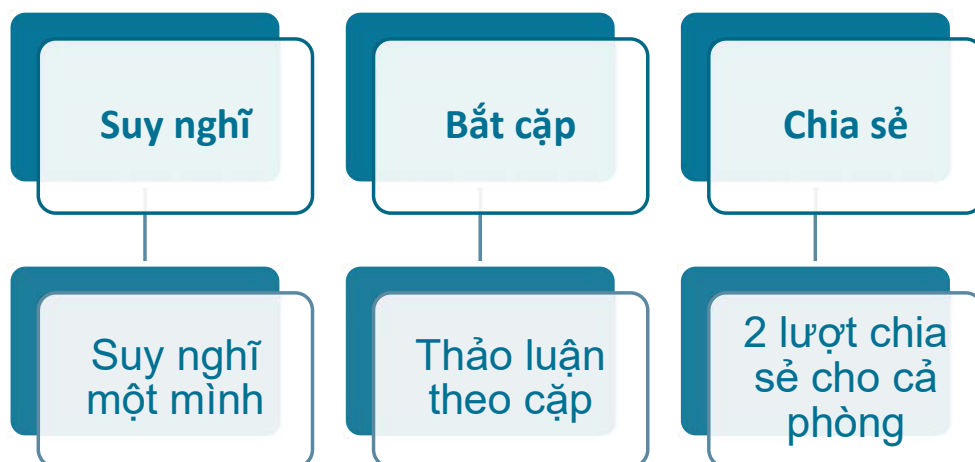 Suy nghĩ
Bắt cặp
Chia sẻ
Suy nghĩ
một mình
Thảo luận
theo cặp
2 lượt chia
sẻ cho cả
phòng